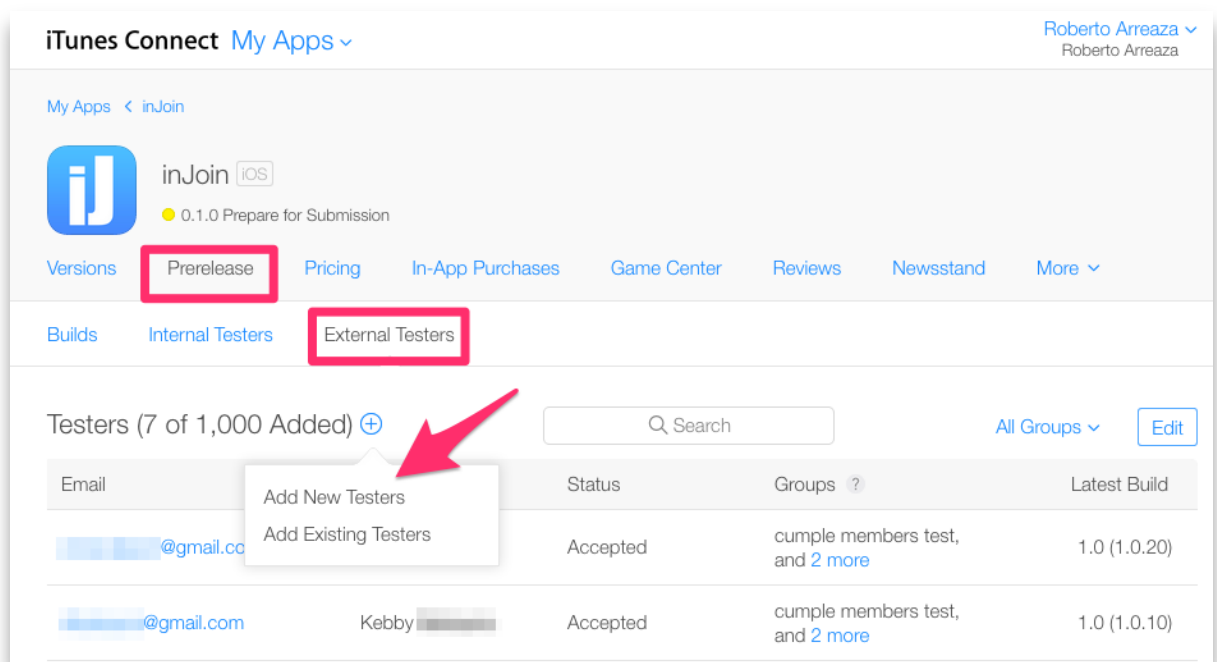 iTunes Connect My Apps
Roberto Arreaza
Roberto Arreaza
My Apps < inJoin
iJ
inJoin iOS
0.1.0 Prepare for Submission
Versions Prerelease Pricing In-App Purchases Game Center Reviews Newsstand More
Builds Internal Testers External Testers
Testers (7 of 1,000 Added) +
Search
All Groups
Edit
Email Status Groups ? Latest Build
Add New Testers
Add Existing Testers
@gmail.co Accepted cumple members test, 1.0 (1.0.20)
and 2 more
@gmail.com Kebby Accepted cumple members test, 1.0 (1.0.10)
and 2 more